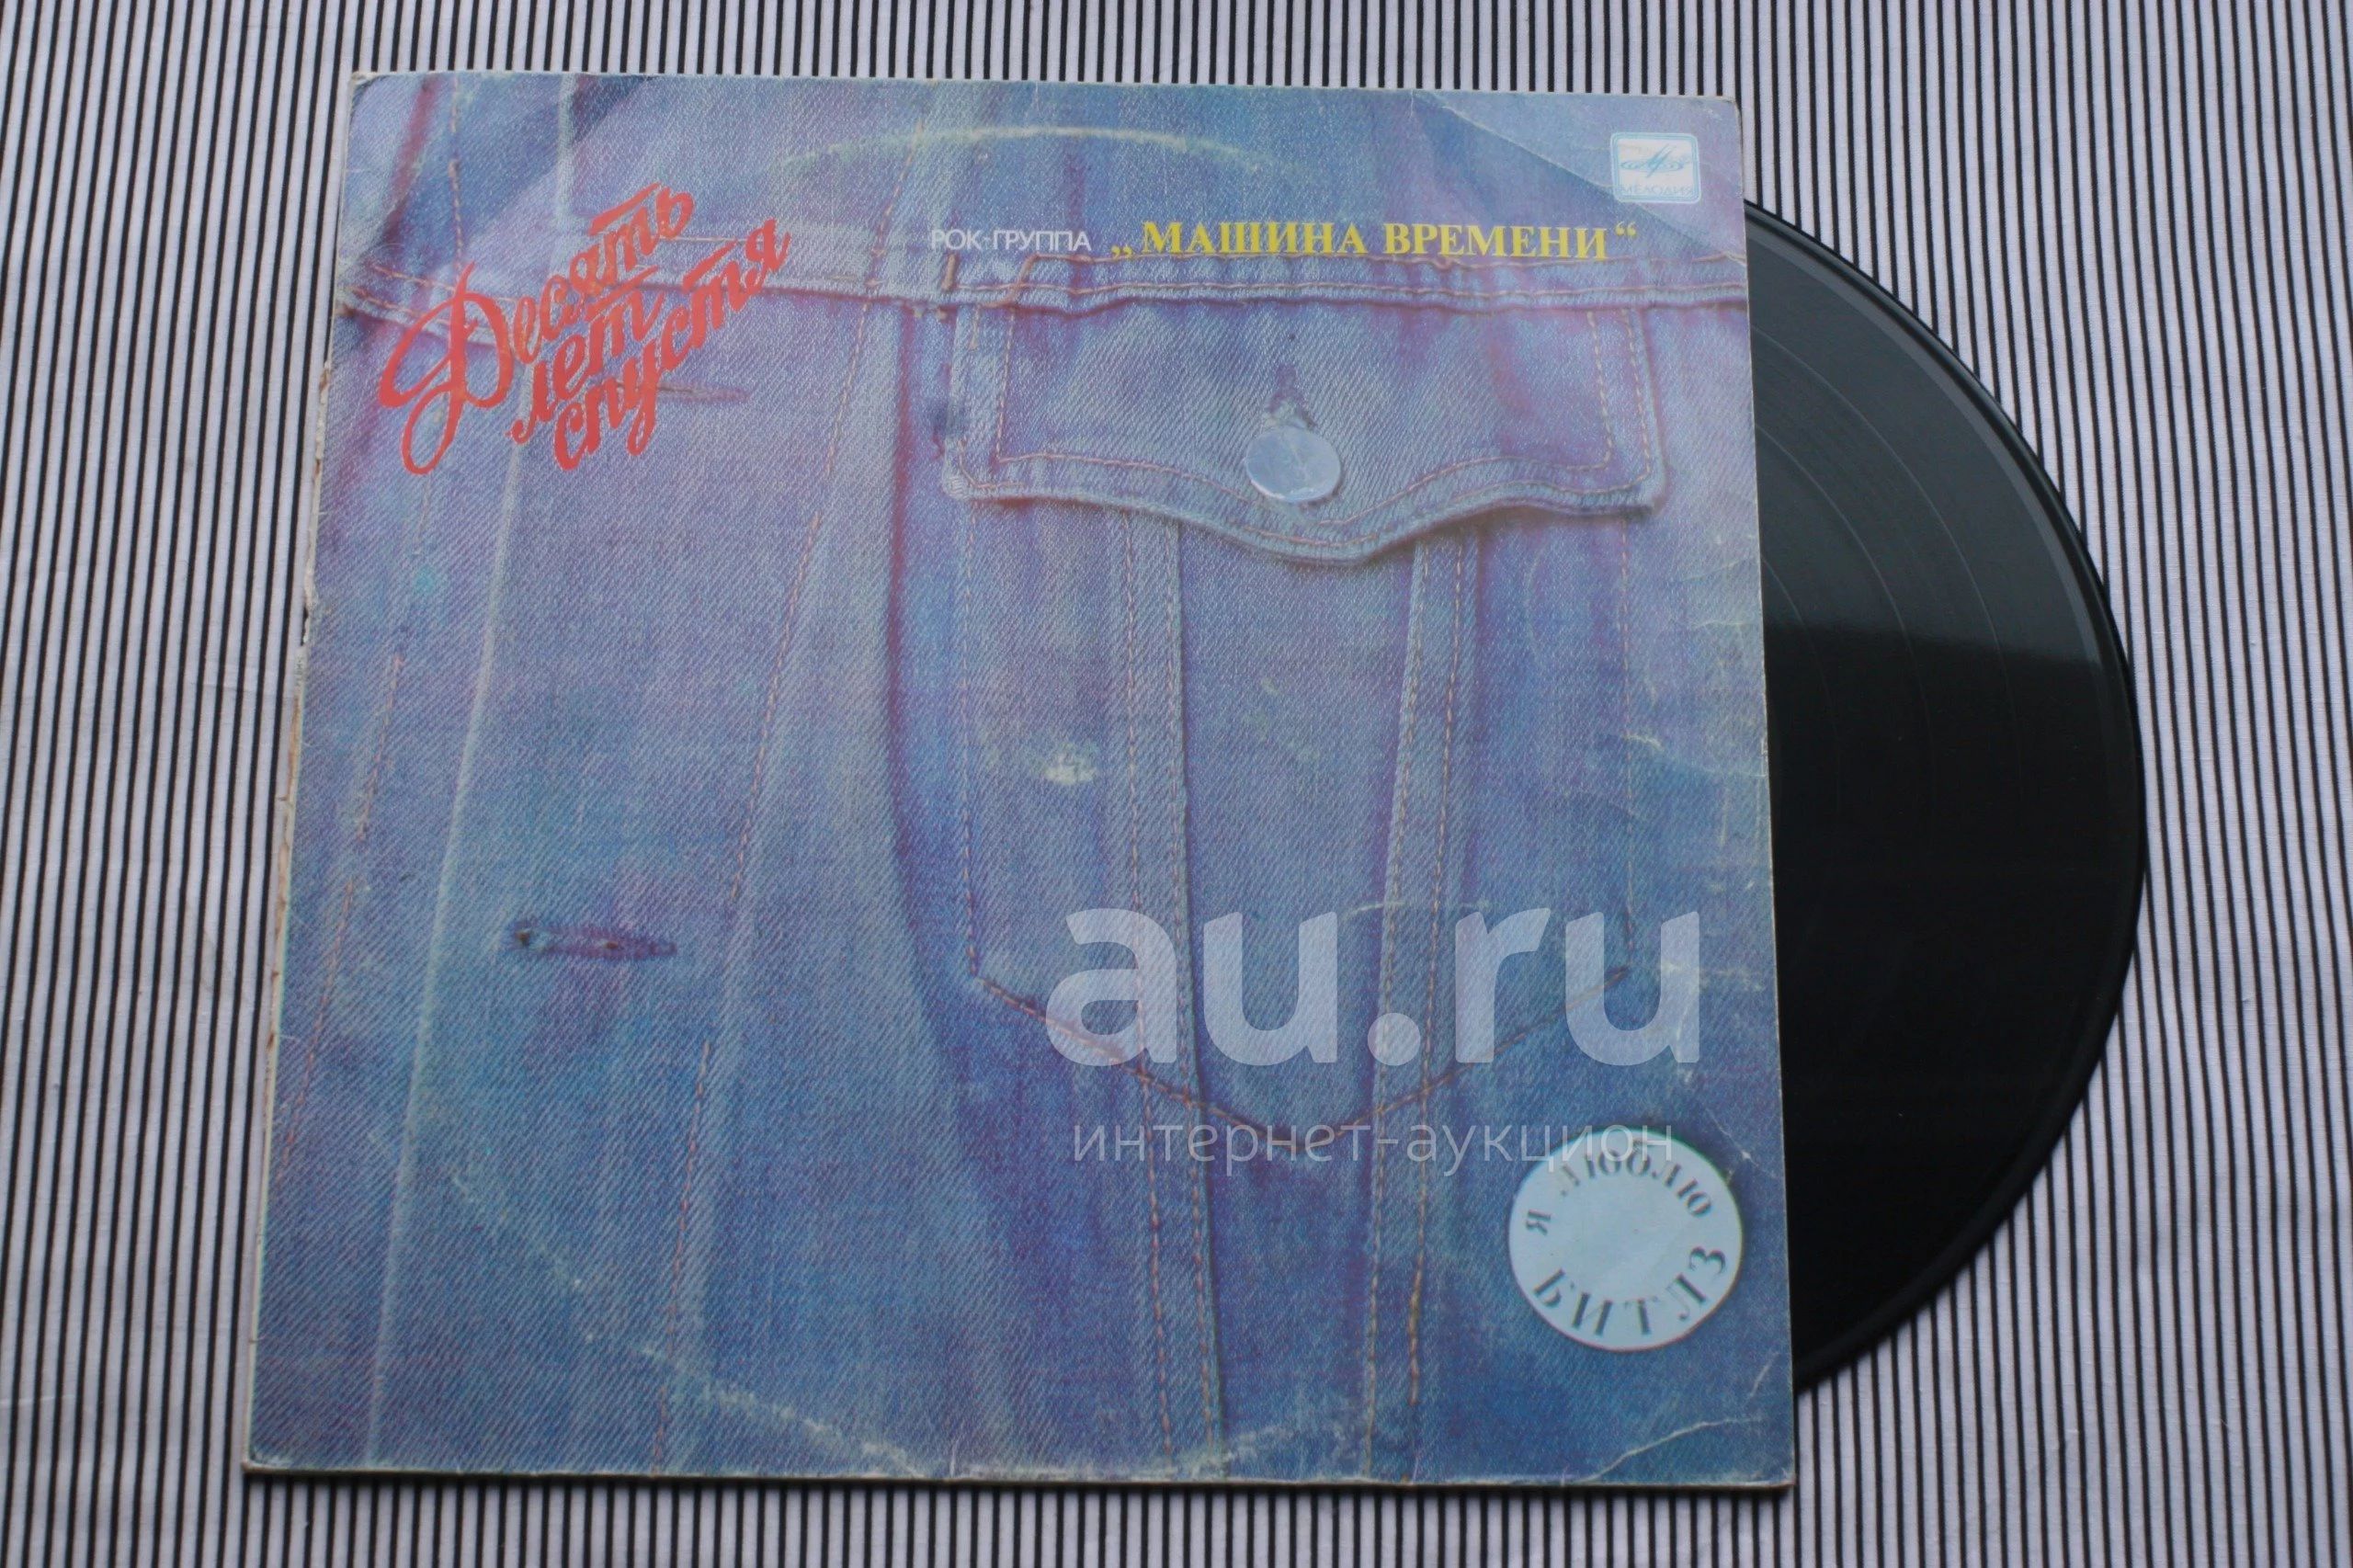 МЕЛОДИЯ
РОК-ГРУППА „МАШИНА ВРЕМЕНИ“
Десять
лет
спустя
au.ru
интернет-аукцион
Я ЛЮБЛЮ
БИТЛЗ